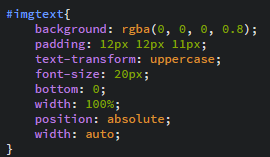 #imgtext{
background: rgba(0, 0, 0, 0.8);
padding: 12px 12px 11px;
text-transform: uppercase;
font-size: 20px;
bottom: 0;
width: 100%;
position: absolute;
width: auto;
}